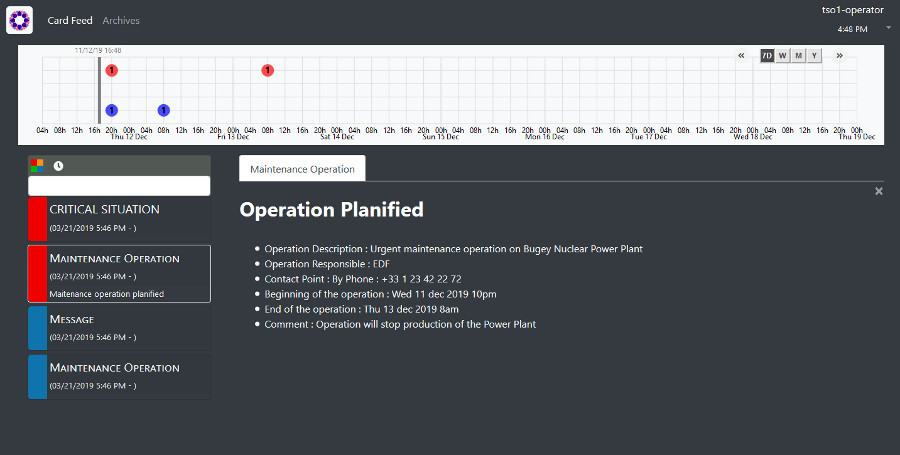 Card Feed Archives
tso1-operator
4:48 PM
11/12/19 16:48
« 7D W M Y »
1 1
1 1
04h 08h 12h 16h 20h 00h 04h 08h 12h 16h 20h 00h 04h 08h 12h 16h 20h 00h 04h 08h 12h 16h 20h 00h 04h 08h 12h 16h 20h 00h 04h 08h 12h 16h 20h 00h 04h 08h 12h 16h 20h 00h 04h 08h 12h 16h 20h 00h
Thu 12 Dec Fri 13 Dec Sat 14 Dec Sun 15 Dec Mon 16 Dec Tue 17 Dec Wed 18 Dec Thu 19 Dec
CRITICAL SITUATION
(03/21/2019 5:46 PM - )
Maintenance Operation
(03/21/2019 5:46 PM - )
Maitenance operation planified
Message
(03/21/2019 5:46 PM - )
Maintenance Operation
(03/21/2019 5:46 PM - )
Maintenance Operation
×
Operation Planified
• Operation Description : Urgent maintenance operation on Bugey Nuclear Power Plant
• Operation Responsible : EDF
• Contact Point : By Phone : +33 1 23 42 22 72
• Beginning of the operation : Wed 11 dec 2019 10pm
• End of the operation : Thu 13 dec 2019 8am
• Comment : Operation will stop production of the Power Plant